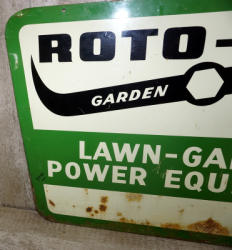 ROTO-
GARDEN
LAWN-GA
POWER EQU